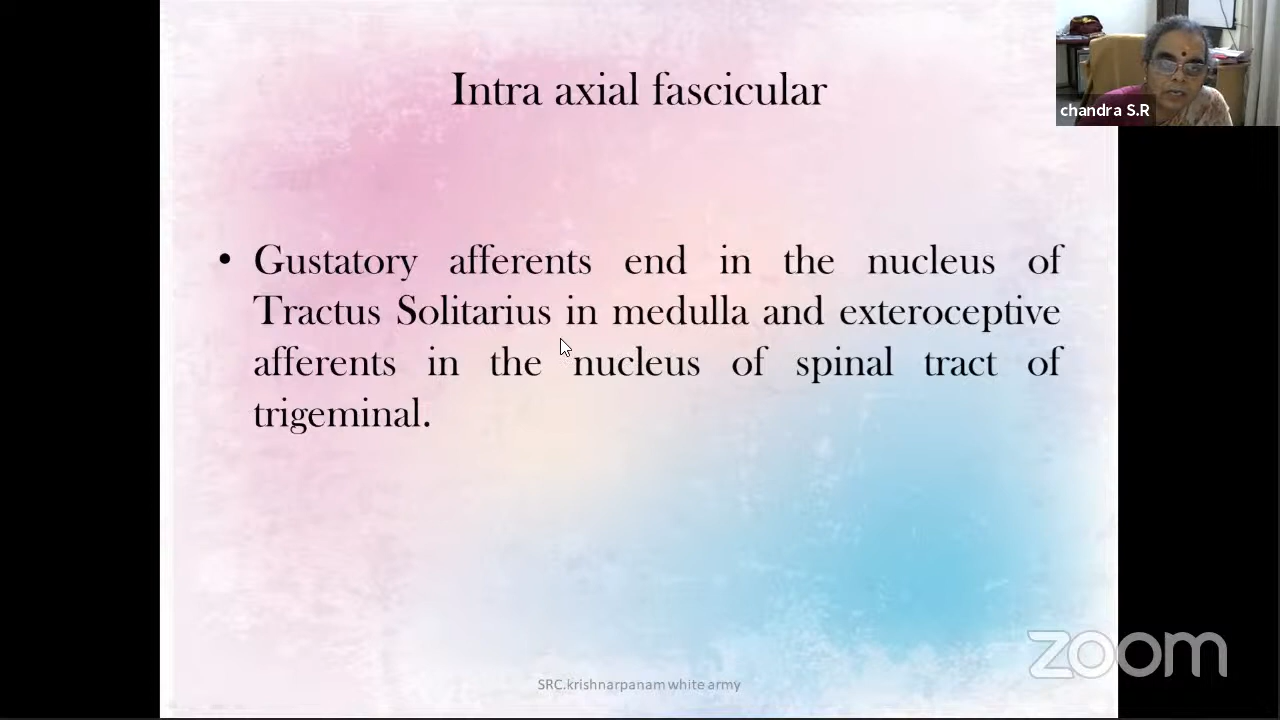 Intra axial fascicular
chandra S.R
• Gustatory afferents end in the nucleus of
Tractus Solitarius in medulla and exteroceptive
afferents in the nucleus of spinal tract of
trigeminal.
zoom
SRC.krishnarpanam white army